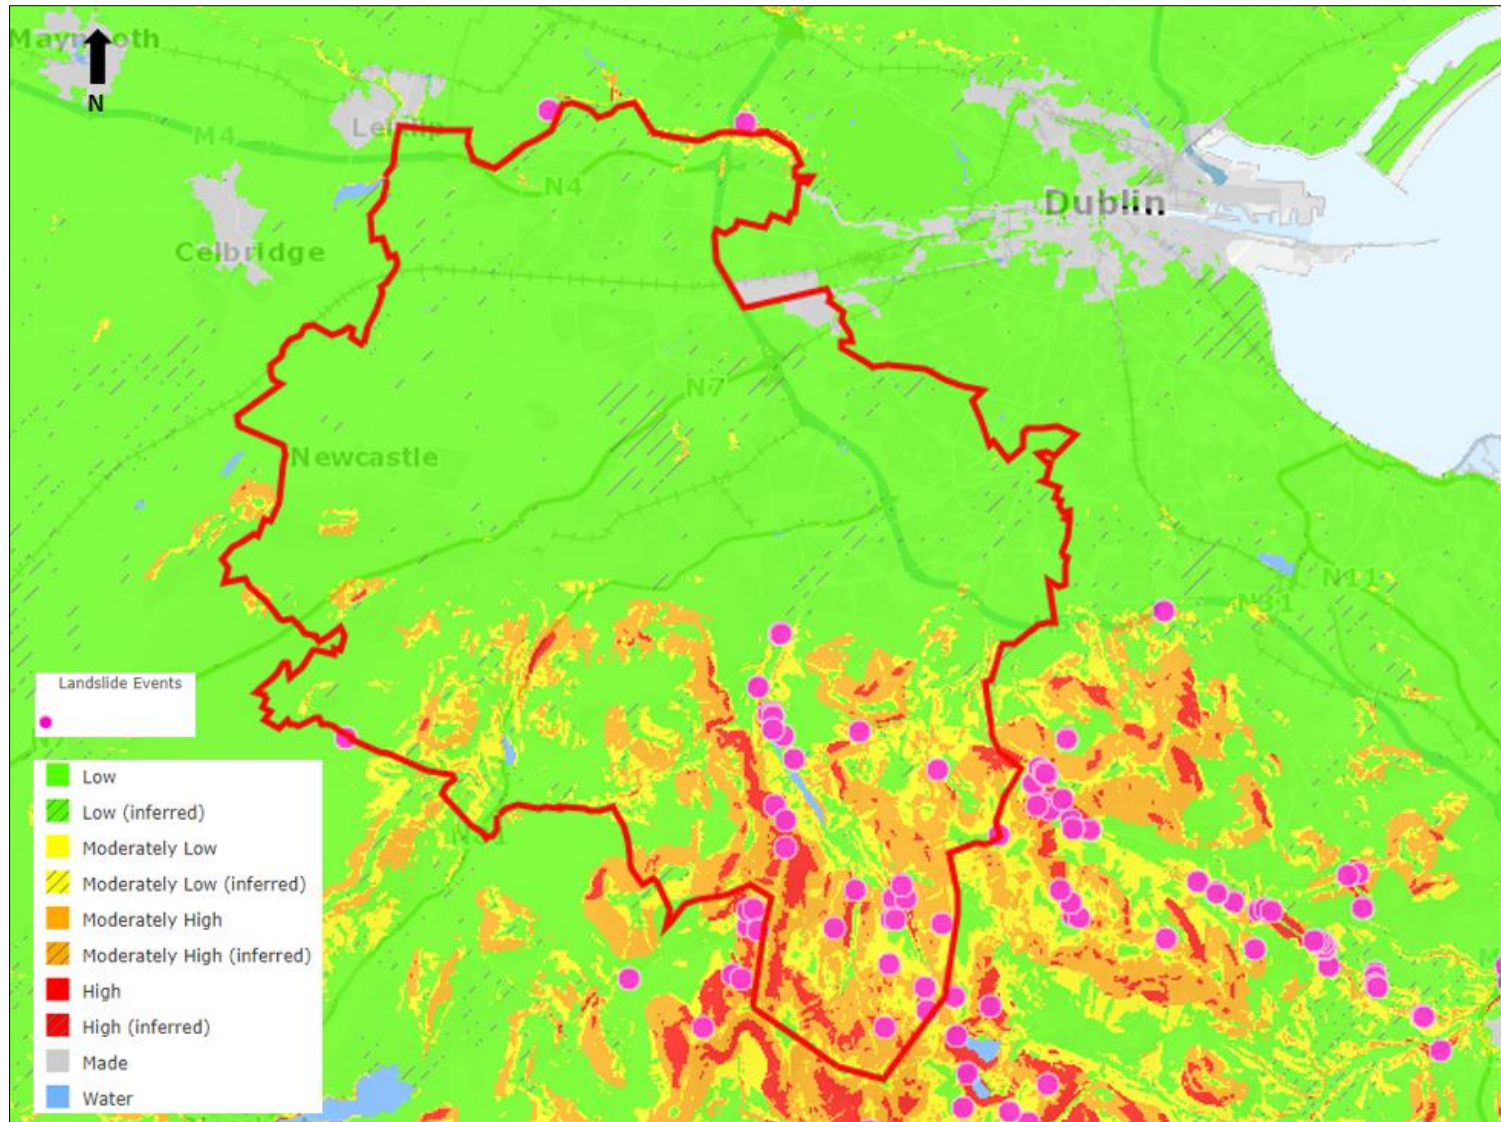 Maynooth
N
M4
Leixlip
N4
Dublin
Celbridge
N7
Newcastle
N11
N31
Landslide Events
Low
Low (inferred)
Moderately Low
Moderately Low (inferred)
Moderately High
Moderately High (inferred)
High
High (inferred)
Made
Water